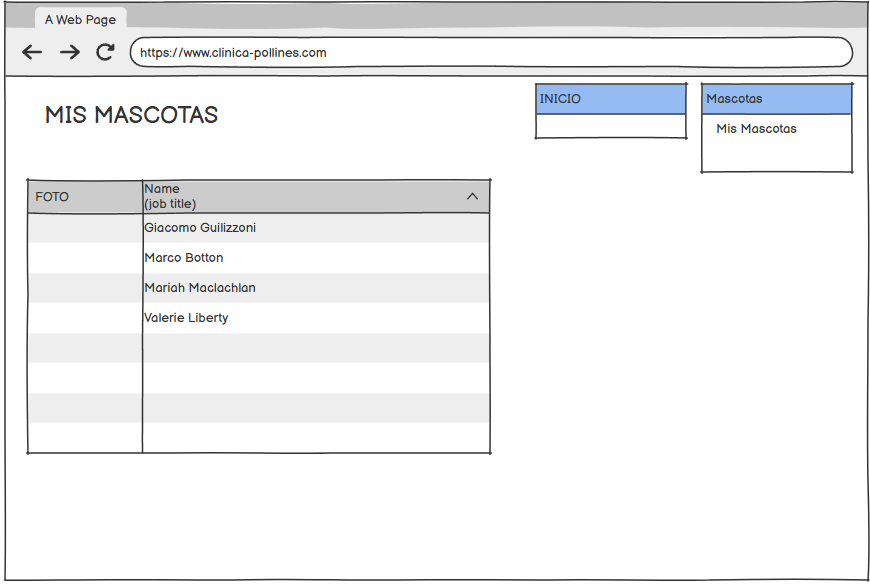 A Web Page
https://www.clinica-pollines.com
MIS MASCOTAS
INICIO
Mascotas
Mis Mascotas
FOTO
Name
(job title)
Giacomo Guilizzoni
Marco Botton
Mariah Maclachlan
Valerie Liberty